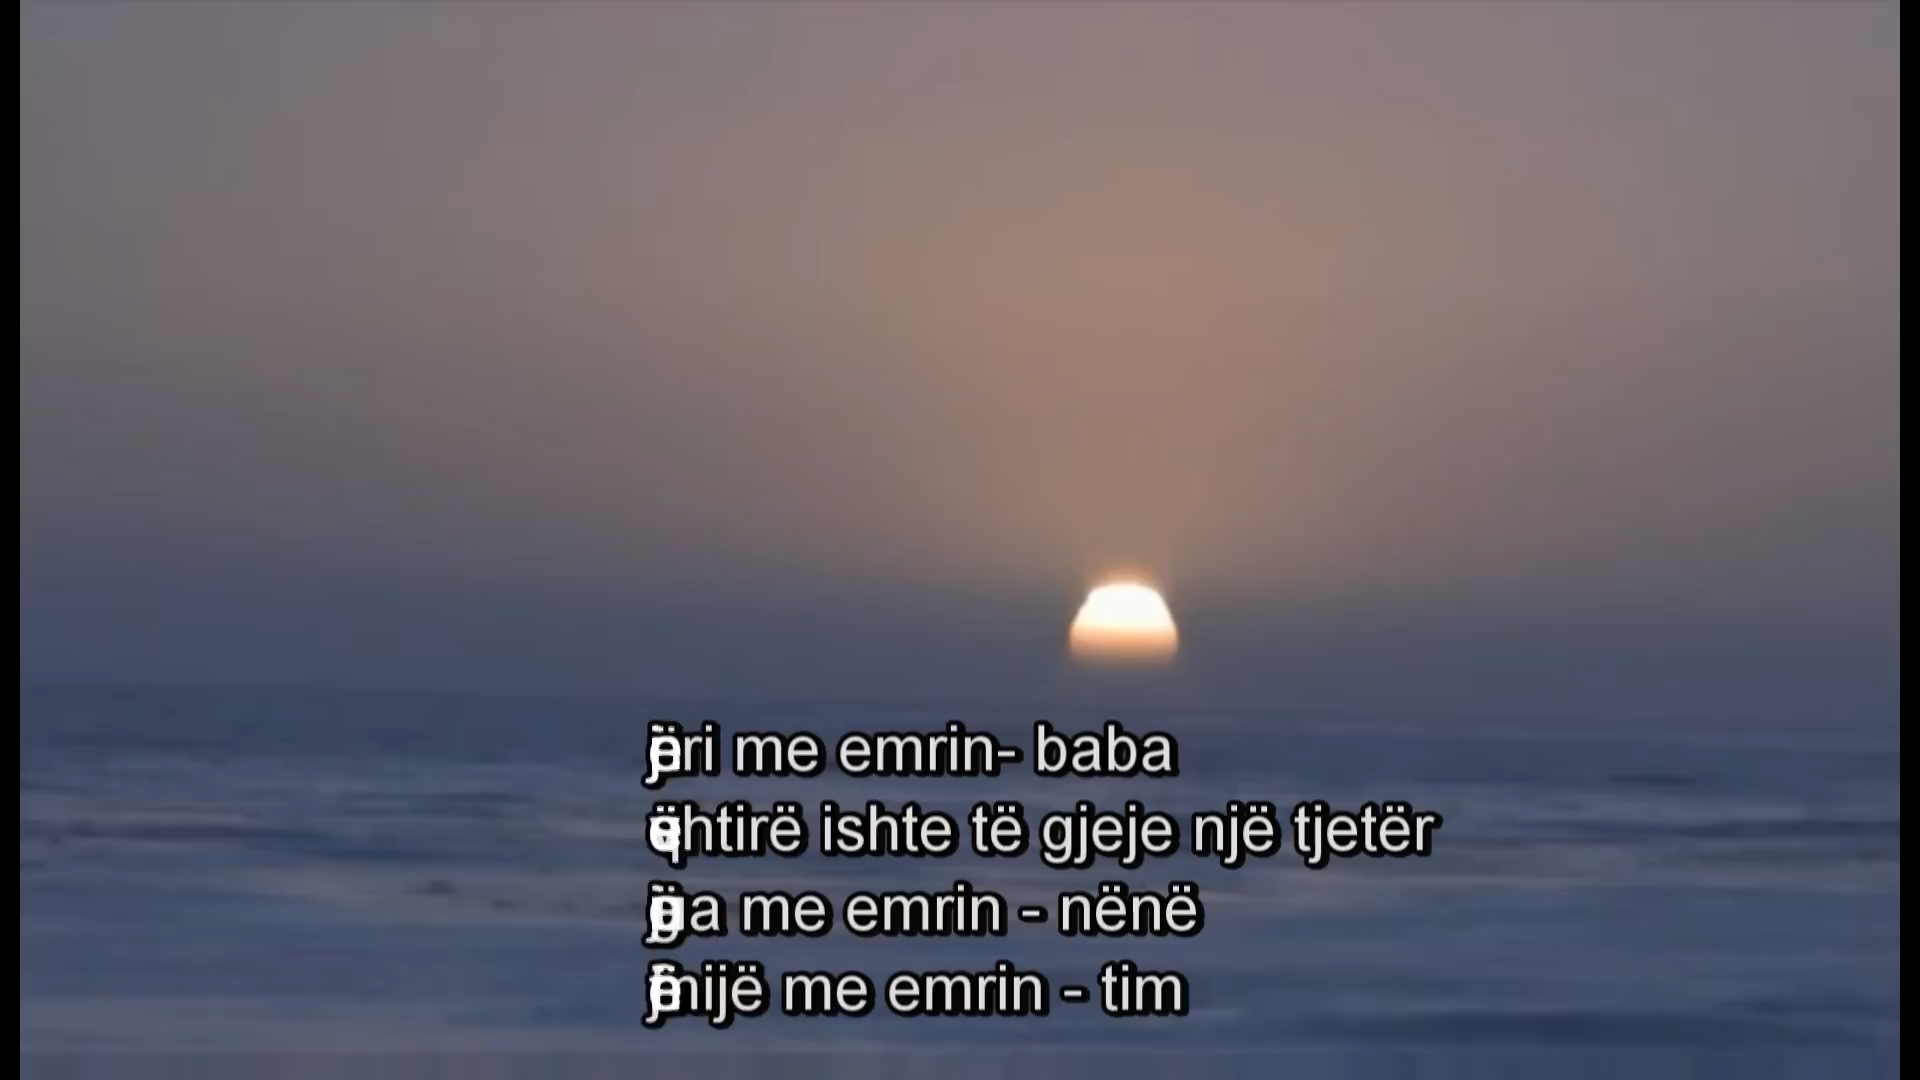 me emrin- baba
ishte të gjeje një tjetër
me emrin - nënë
me emrin - tim